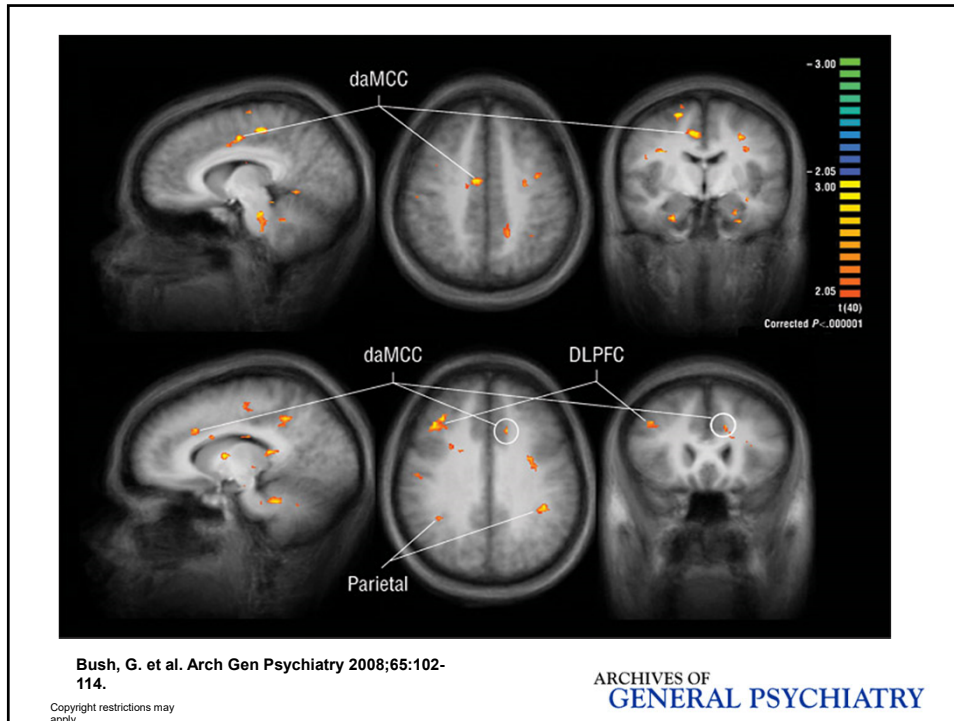 daMCC
- 3.00
- 2.05
3.00
2.05
t(40)
Corrected P<.000001
daMCC
DLPFC
Parietal
Bush, G. et al. Arch Gen Psychiatry 2008;65:102-
114.
Copyright restrictions may
apply
ARCHIVES OF
GENERAL PSYCHIATRY